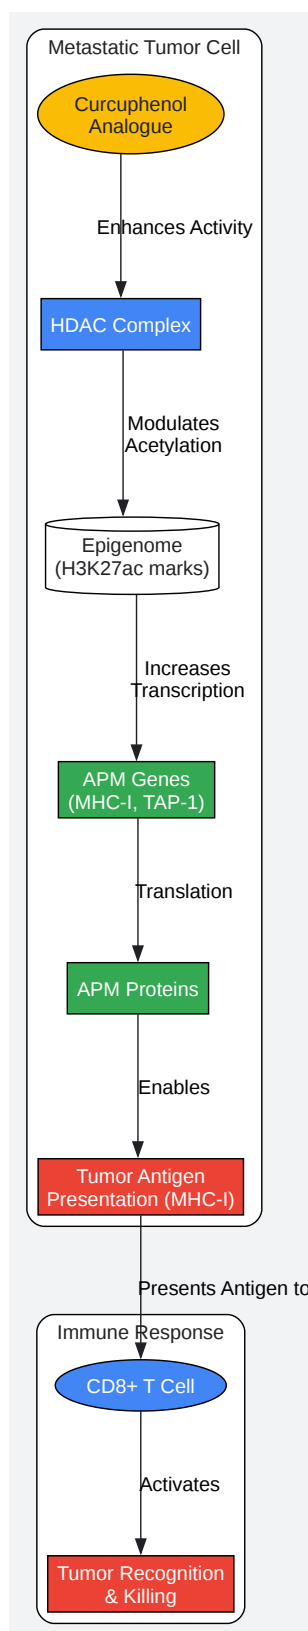 Metastatic Tumor Cell
Curcuphenol
Analogue
Enhances Activity
HDAC Complex
Modulates
Acetylation
Epigenome
(H3K27ac marks)
Increases
Transcription
APM Genes
(MHC-I, TAP-1)
Translation
APM Proteins
Enables
Tumor Antigen
Presentation (MHC-I)
Presents Antigen to
Immune Response
CD8+ T Cell
Activates
Tumor Recognition
& Killing